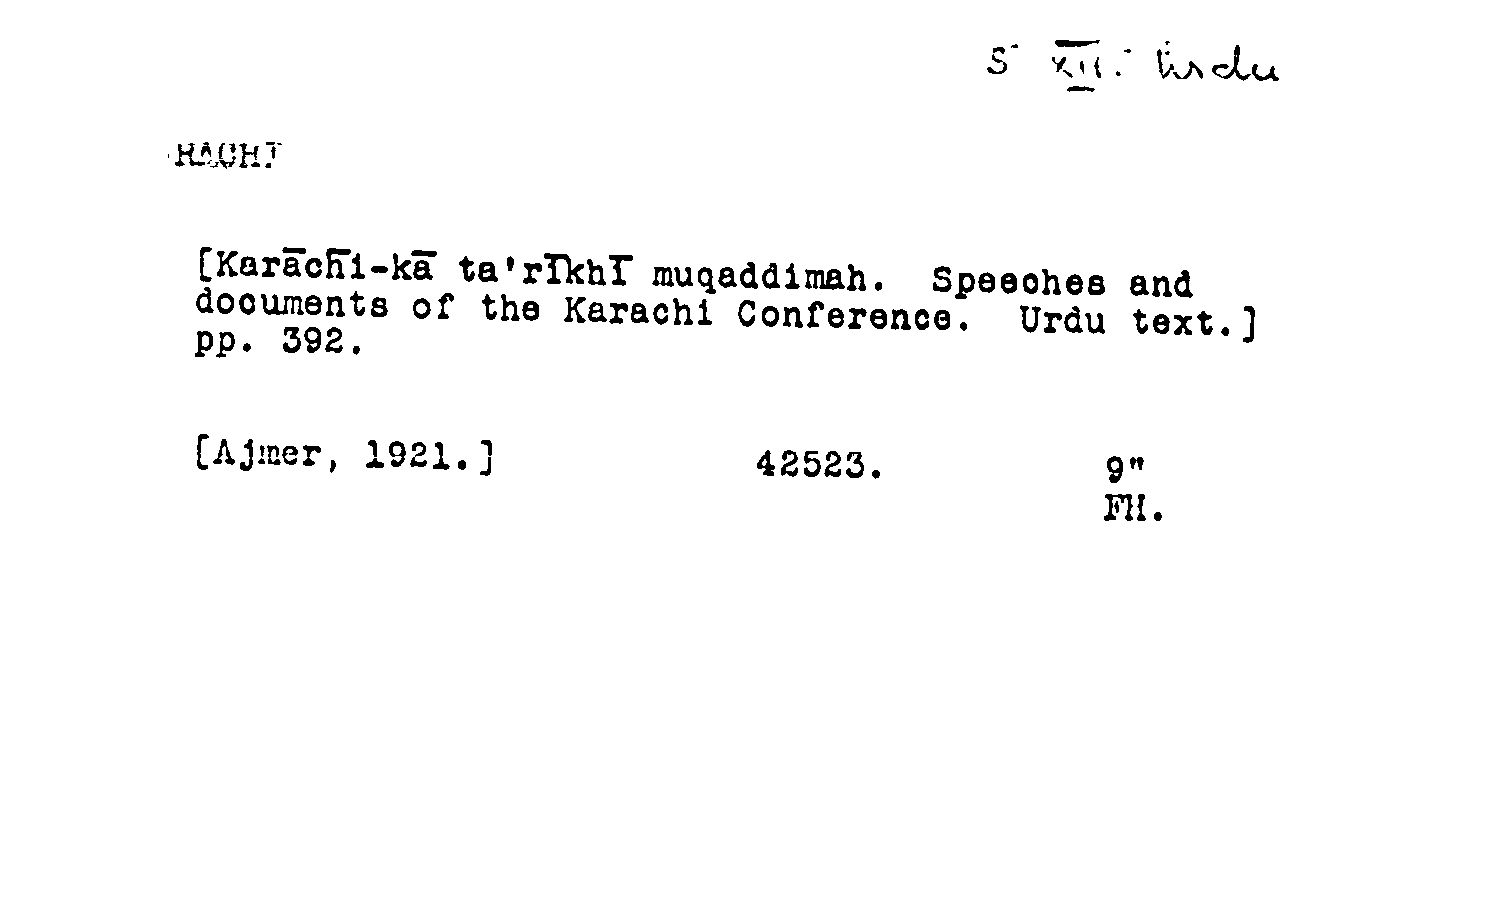 S XII. Urdu
RACHI
[Karāchī-kā ta'rīkhī muqaddimah. Speeches and
documents of the Karachi Conference. Urdu text.]
pp. 392.
[Ajmer, 1921.] 42523. 9"
FH.